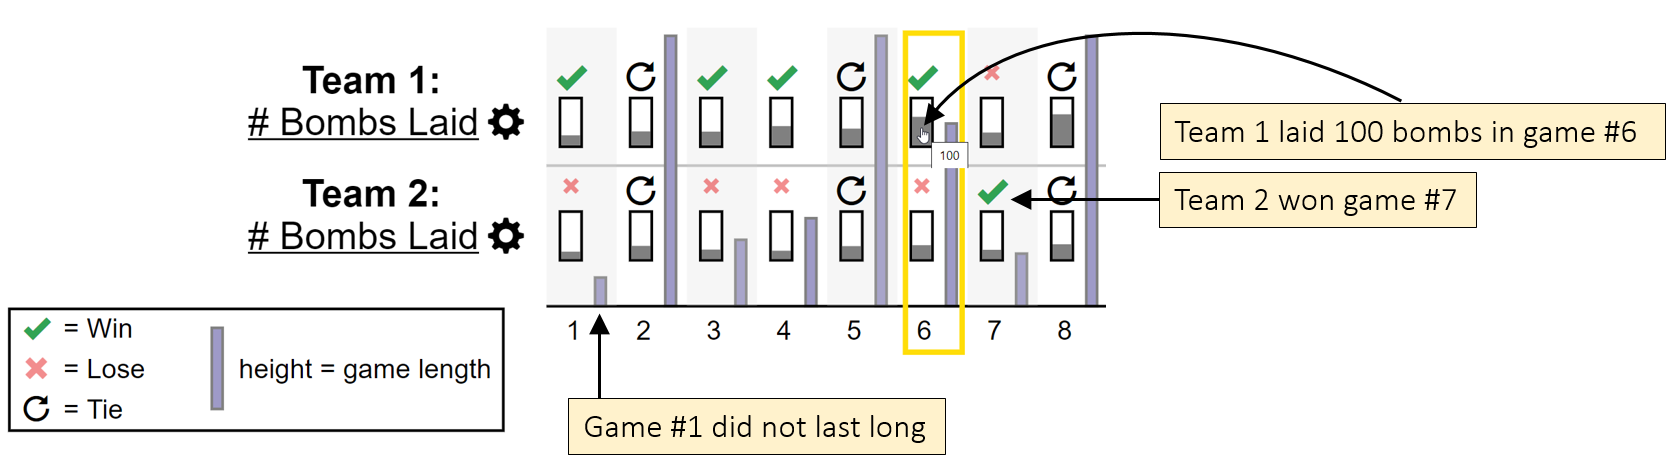 Team 1:
# Bombs Laid
Team 2:
# Bombs Laid
100
1 2 3 4 5 6 7 8
= Win
= Lose
= Tie
height = game length
Team 1 laid 100 bombs in game #6
Team 2 won game #7
Game #1 did not last long